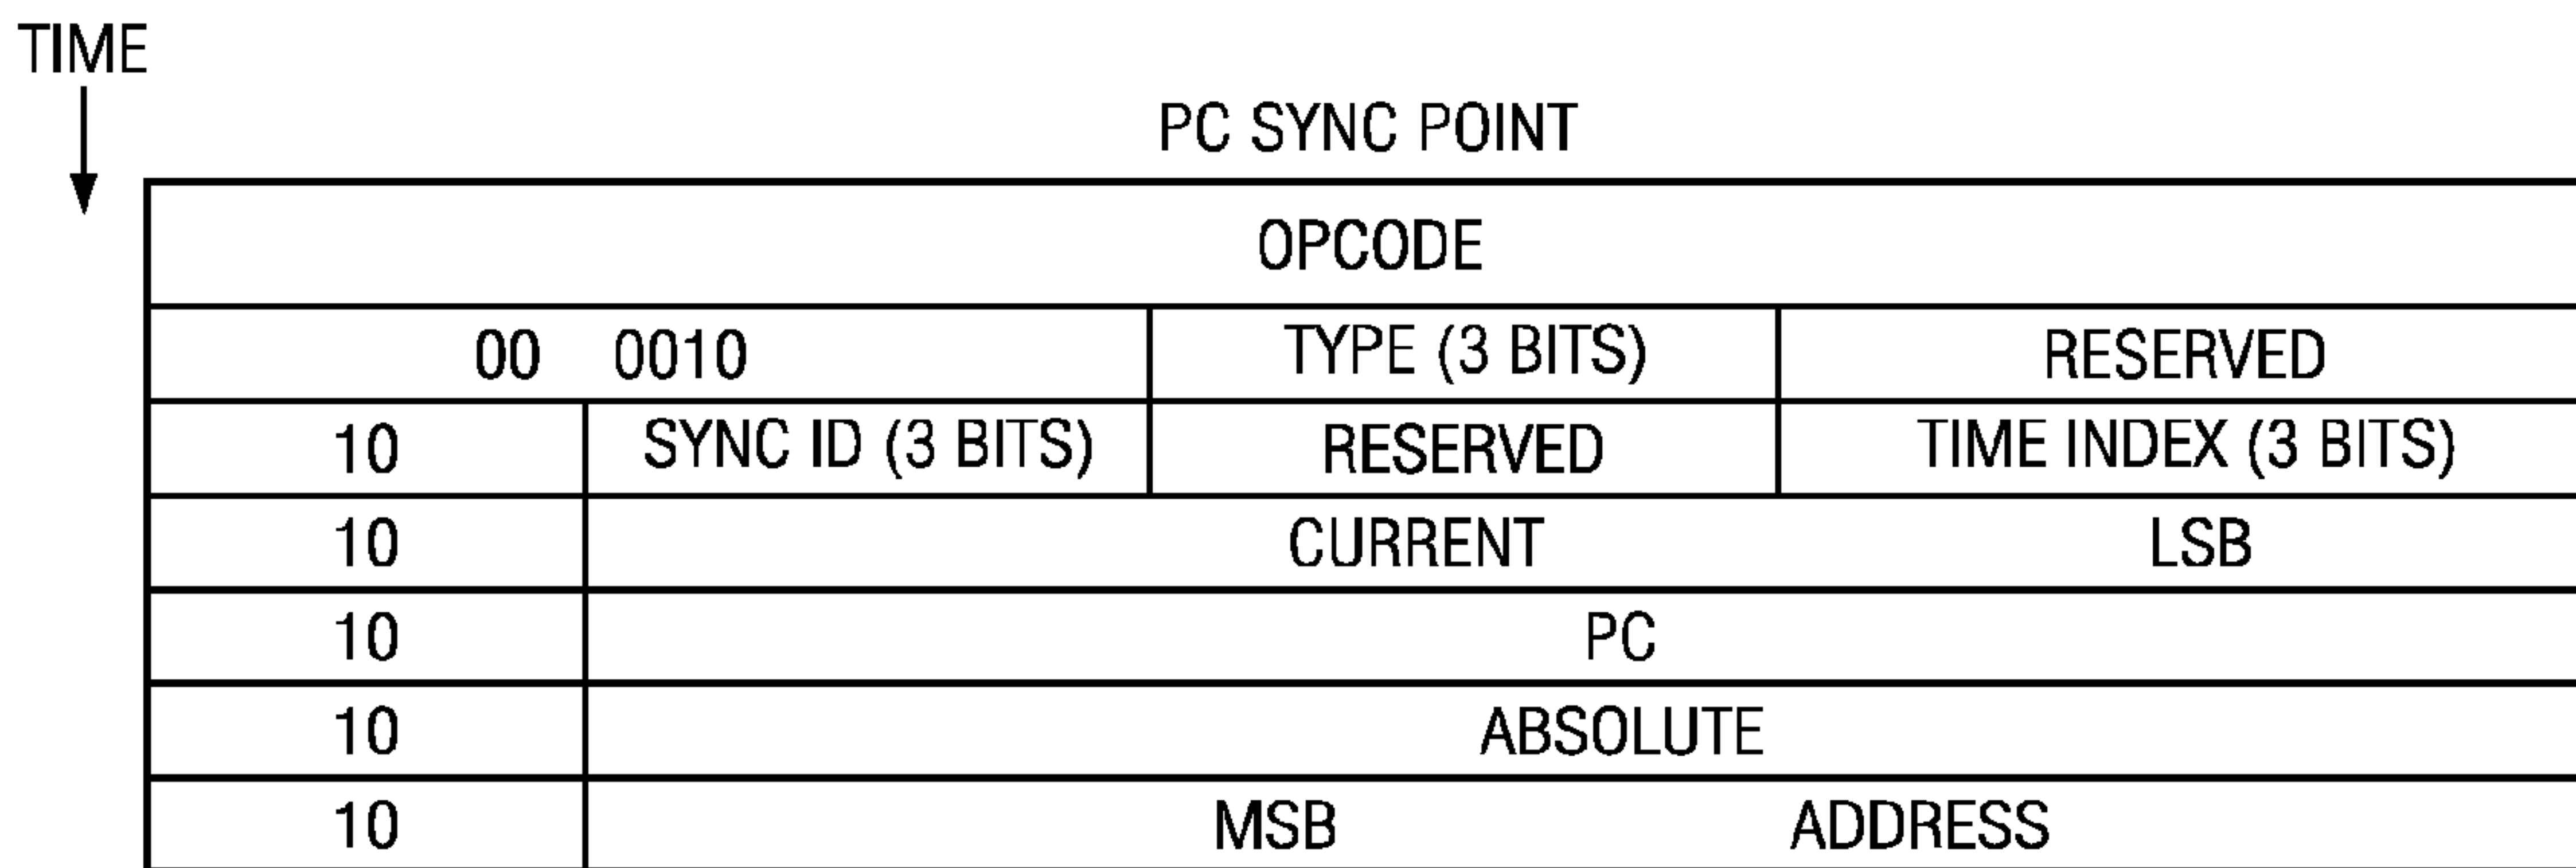 TIME
PC SYNC POINT
OPCODE
00 0010 TYPE (3 BITS) RESERVED
10 SYNC ID (3 BITS) RESERVED TIME INDEX (3 BITS)
10 CURRENT LSB
10 PC
10 ABSOLUTE
10 MSB ADDRESS